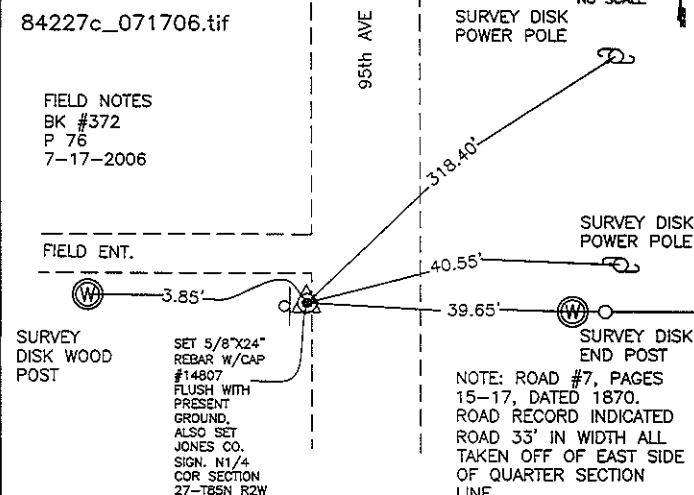 84227c_071706.tif
95th AVE
NO SCALE
SURVEY DISK
POWER POLE
FIELD NOTES
BK #372
P 76
7-17-2006
318.40'
SURVEY DISK
POWER POLE
FIELD ENT.
40.55'
W
3.85'
39.65'
W
SURVEY
DISK WOOD
POST
SURVEY DISK
END POST
SET 5/8"X24"
REBAR W/CAP
#14807
FLUSH WITH
PRESENT
GROUND,
ALSO SET
JONES CO.
SIGN. N1/4
COR SECTION
27-T85N R2W
NOTE: ROAD #7, PAGES
15-17, DATED 1870.
ROAD RECORD INDICATED
ROAD 33' IN WIDTH ALL
TAKEN OFF OF EAST SIDE
OF QUARTER SECTION
LINE